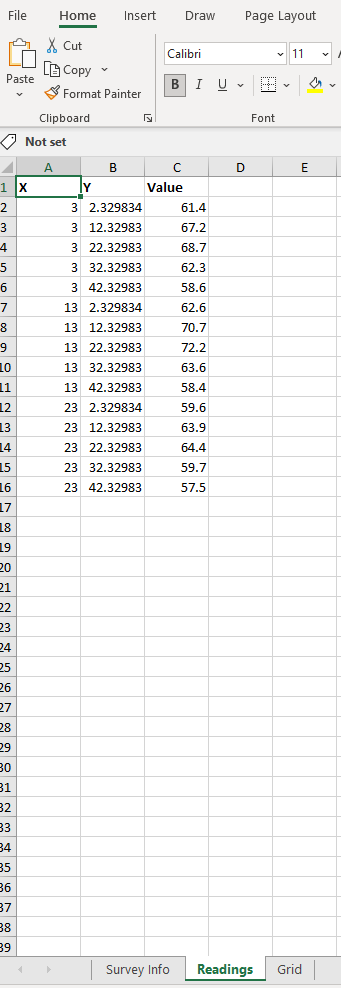 File Home Insert Draw Page Layout
Cut
Copy
Paste
Format Painter
Calibri 11
B I U
Clipboard Font
Not set
A B C D E
1 X Y Value
2 3 2.329834 61.4
3 3 12.32983 67.2
4 3 22.32983 68.7
5 3 32.32983 62.3
6 3 42.32983 58.6
7 13 2.329834 62.6
8 13 12.32983 70.7
9 13 22.32983 72.2
10 13 32.32983 63.6
11 13 42.32983 58.4
12 23 2.329834 59.6
13 23 12.32983 63.9
14 23 22.32983 64.4
15 23 32.32983 59.7
16 23 42.32983 57.5
17
18
19
20
21
22
23
24
25
26
27
28
29
30
31
32
33
34
35
36
37
38
39
Survey Info Readings Grid